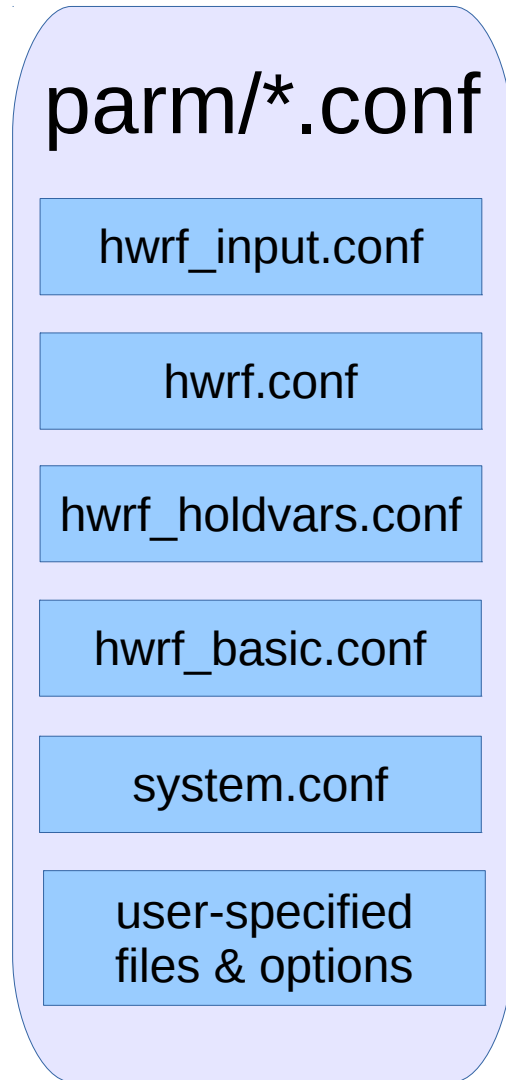 parm/*.conf
hwrf_input.conf
hwrf.conf
hwrf_holdvars.conf
hwrf_basic.conf
system.conf
user-specified
files & options